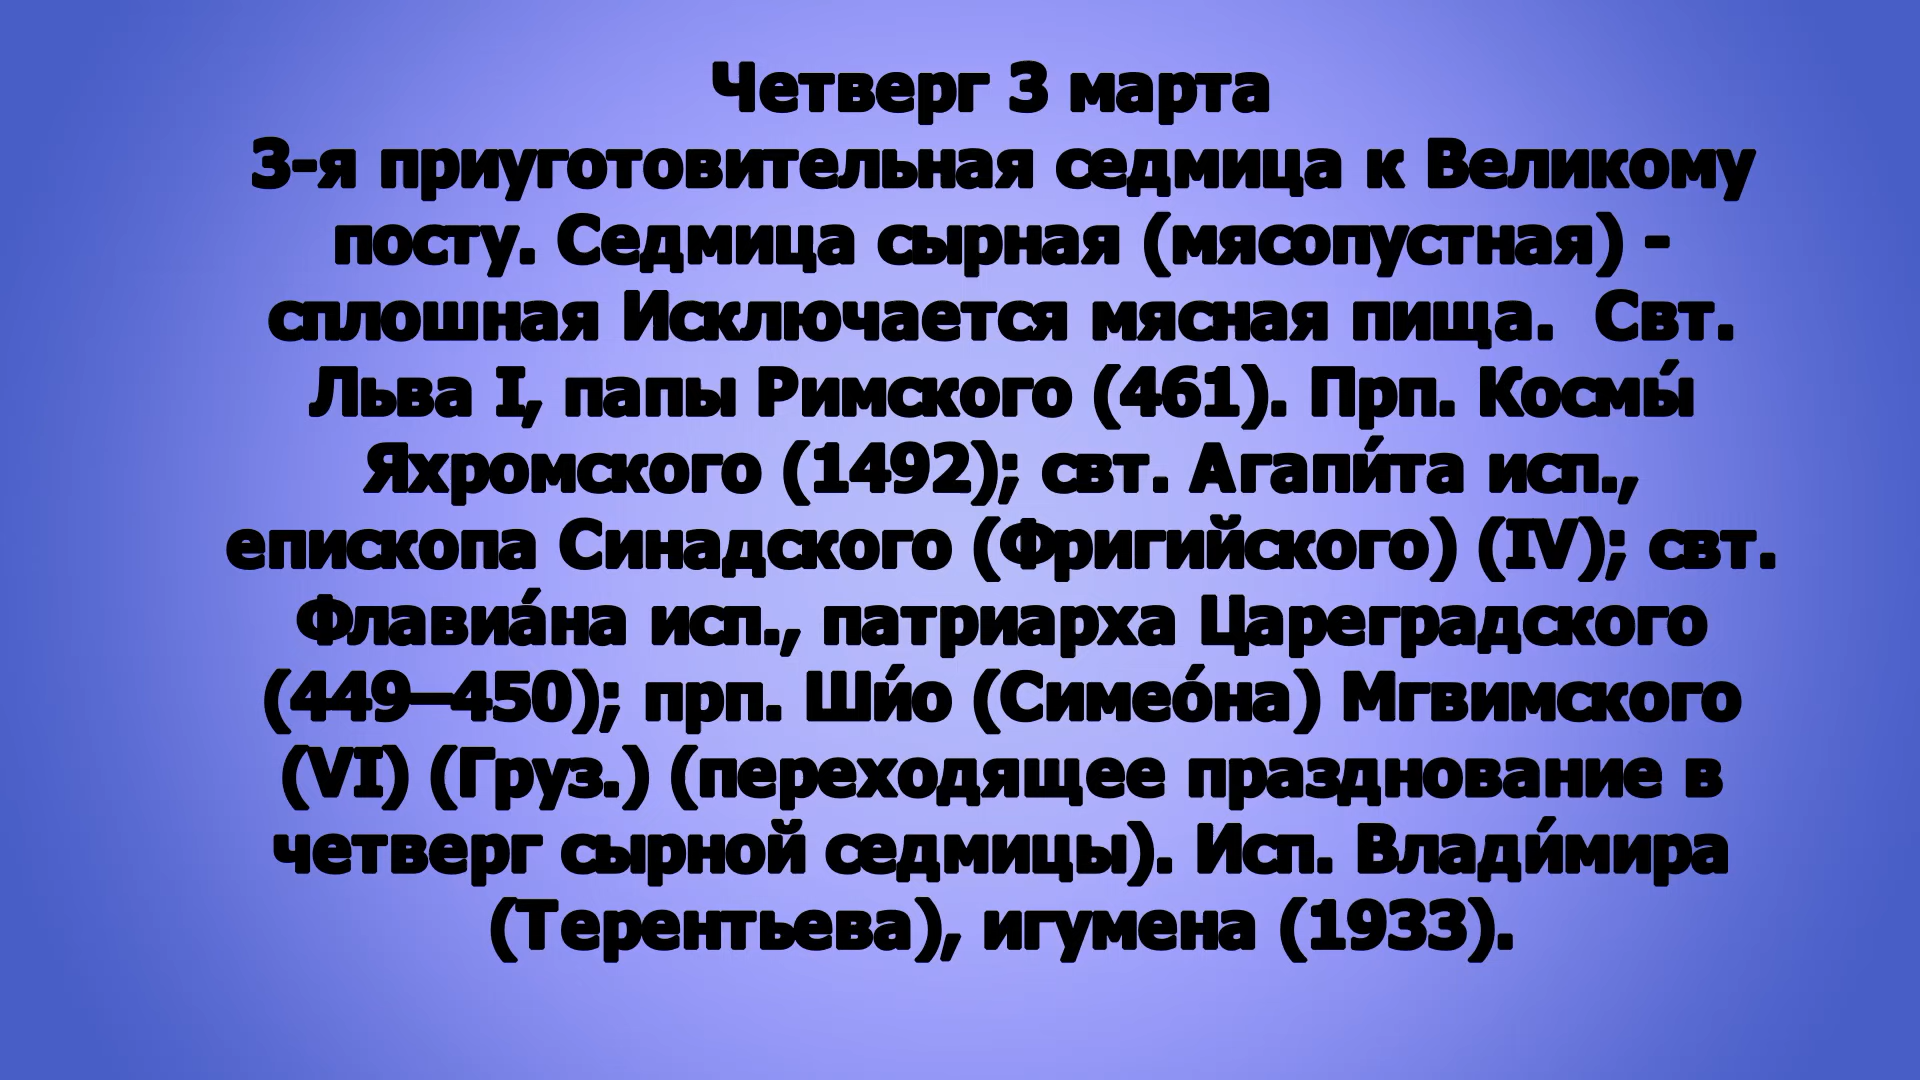 Четверг 3 марта
3-я приуготовительная седмица к Великому
посту. Седмица сырная (мясопустная) -
сплошная Исключается мясная пища.  Свт.
Льва I, папы Римского (461). Прп. Космы́
Яхромского (1492); свт. Агапи́та исп.,
епископа Синадского (Фригийского) (IV); свт.
Флавиа́на исп., патриарха Цареградского
(449–450); прп. Ши́о (Симео́на) Мгвимского
(VI) (Груз.) (переходящее празднование в
четверг сырной седмицы). Исп. Влади́мира
(Терентьева), игумена (1933).